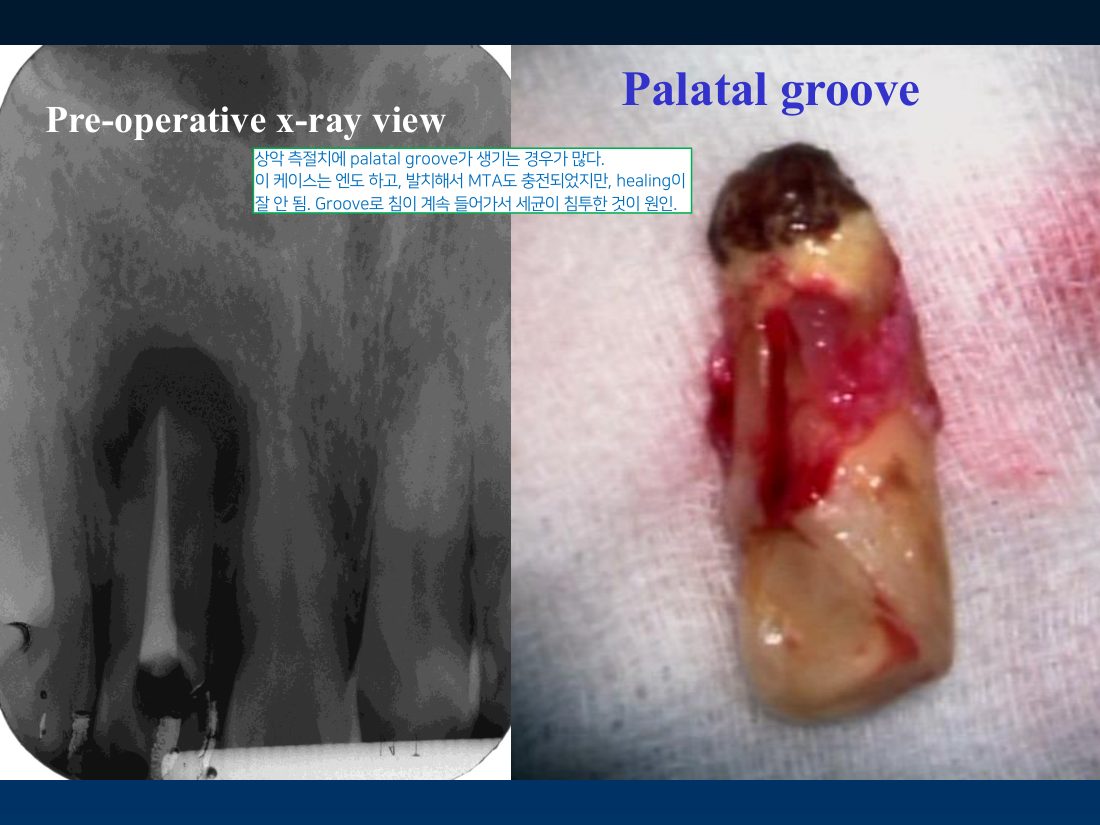 Palatal groove
Pre-operative x-ray view
상악 측절치에 palatal groove가 생기는 경우가 많다.
이 케이스는 엔도 하고, 발치해서 MTA도 충전되었지만, healing이
잘 안 됨. Groove로 침이 계속 들어가서 세균이 침투한 것이 원인.